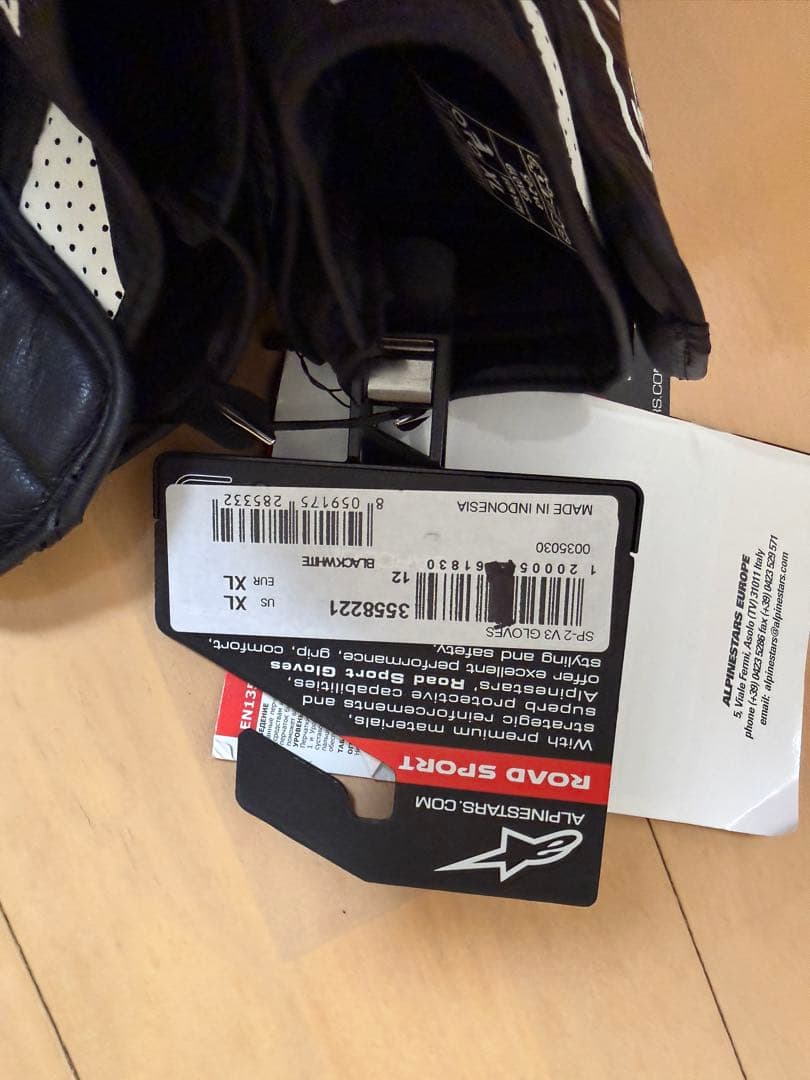 ALPINESTARS.COM
ROAD SPORT
With premium materials,
strategic reinforcements and
superb protective capabilities,
Alpinestars' Road Sport Gloves
offer excellent performance, grip, comfort,
styling and safety.
SP-2 V3 GLOVES
3558221
US XL
EUR XL
12
BLACK WHITE
0035030
MADE IN INDONESIA
8 059175 285332
ALPINESTARS EUROPE
5, Viale Fermi, Asolo (TV) 31011 Italy
phone (+39) 0423 5286 fax (+39) 0423 529 571
email: alpinestars@alpinestars.com
УРОВЕНЬ